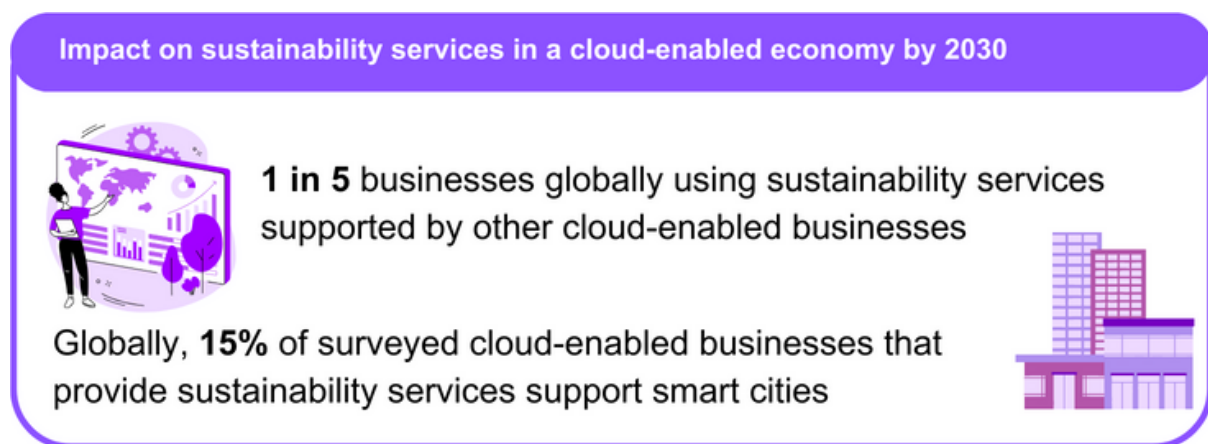 Impact on sustainability services in a cloud-enabled economy by 2030
1 in 5 businesses globally using sustainability services
supported by other cloud-enabled businesses
Globally, 15% of surveyed cloud-enabled businesses that
provide sustainability services support smart cities